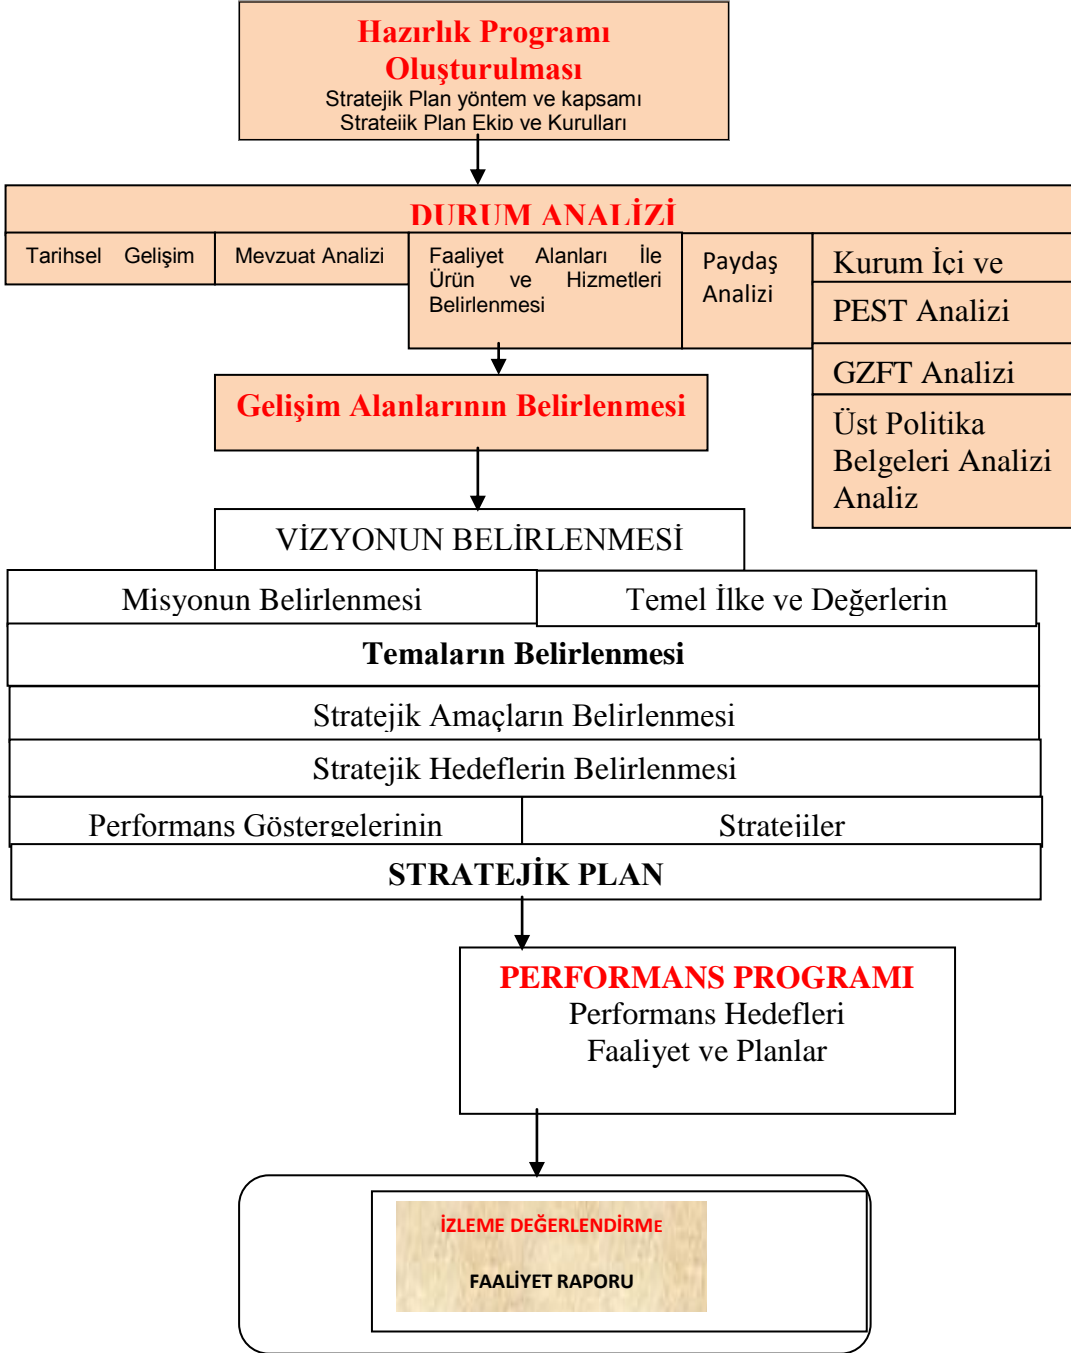 Hazırlık Programı
Oluşturulması
Stratejik Plan yöntem ve kapsamı
Stratejik Plan Ekip ve Kurulları
DURUM ANALİZİ
Tarihsel Gelişim
Mevzuat Analizi
Faaliyet Alanları İle
Ürün ve Hizmetleri
Belirlenmesi
Paydaş
Analizi
Kurum İçi ve
PEST Analizi
GZFT Analizi
Üst Politika
Belgeleri Analizi
Analiz
Gelişim Alanlarının Belirlenmesi
VİZYONUN BELİRLENMESİ
Misyonun Belirlenmesi
Temel İlke ve Değerlerin
Temaların Belirlenmesi
Stratejik Amaçların Belirlenmesi
Stratejik Hedeflerin Belirlenmesi
Performans Göstergelerinin
Stratejiler
STRATEJİK PLAN
PERFORMANS PROGRAMI
Performans Hedefleri
Faaliyet ve Planlar
İZLEME DEĞERLENDİRME
FAALİYET RAPORU